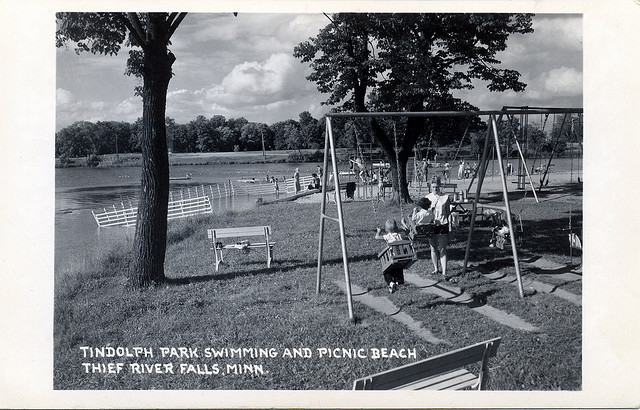 TINDOLPH PARK SWIMMING AND PICNIC BEACH
THIEF RIVER FALLS, MINN.